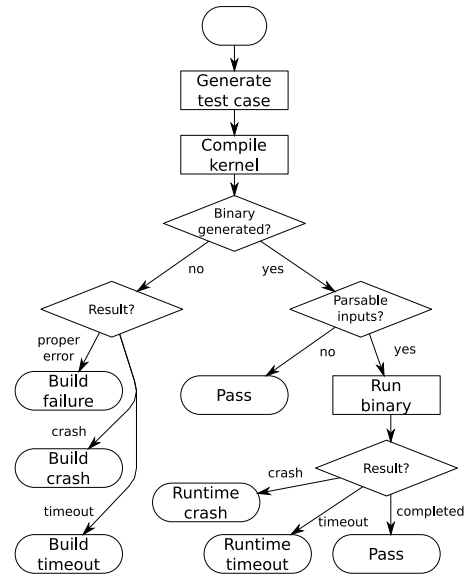 Generate
test case
Compile
kernel
Binary
generated?
no
yes
Result?
Parsable
inputs?
proper
error
no
yes
Build
failure
Pass
Run
binary
crash
Build
crash
Result?
crash
Runtime
crash
timeout
timeout
completed
Build
timeout
Runtime
timeout
Pass